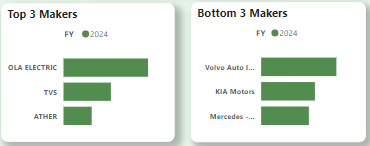 Top 3 Makers
FY 2024
OLA ELECTRIC
TVS
ATHER
Bottom 3 Makers
FY 2024
Volvo Auto I...
KIA Motors
Mercedes -...